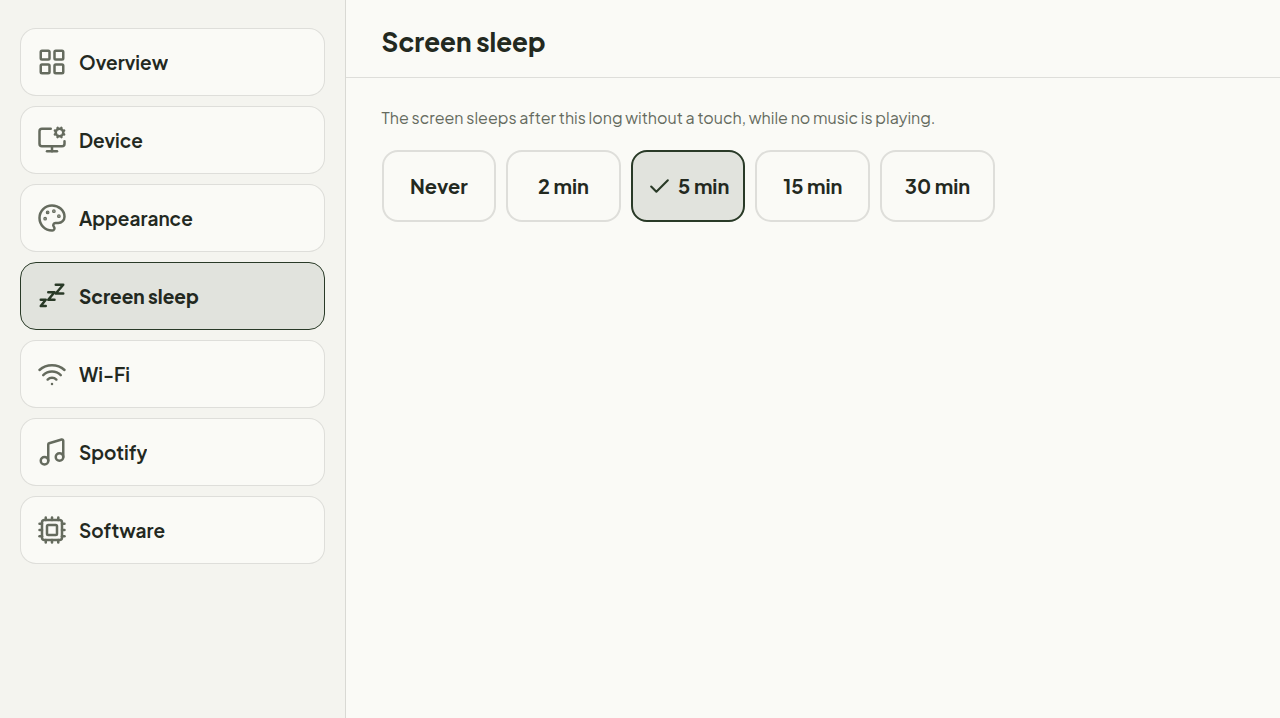 Overview
Device
Appearance
Screen sleep
Wi-Fi
Spotify
Software
Screen sleep
The screen sleeps after this long without a touch, while no music is playing.
Never
2 min
5 min
15 min
30 min